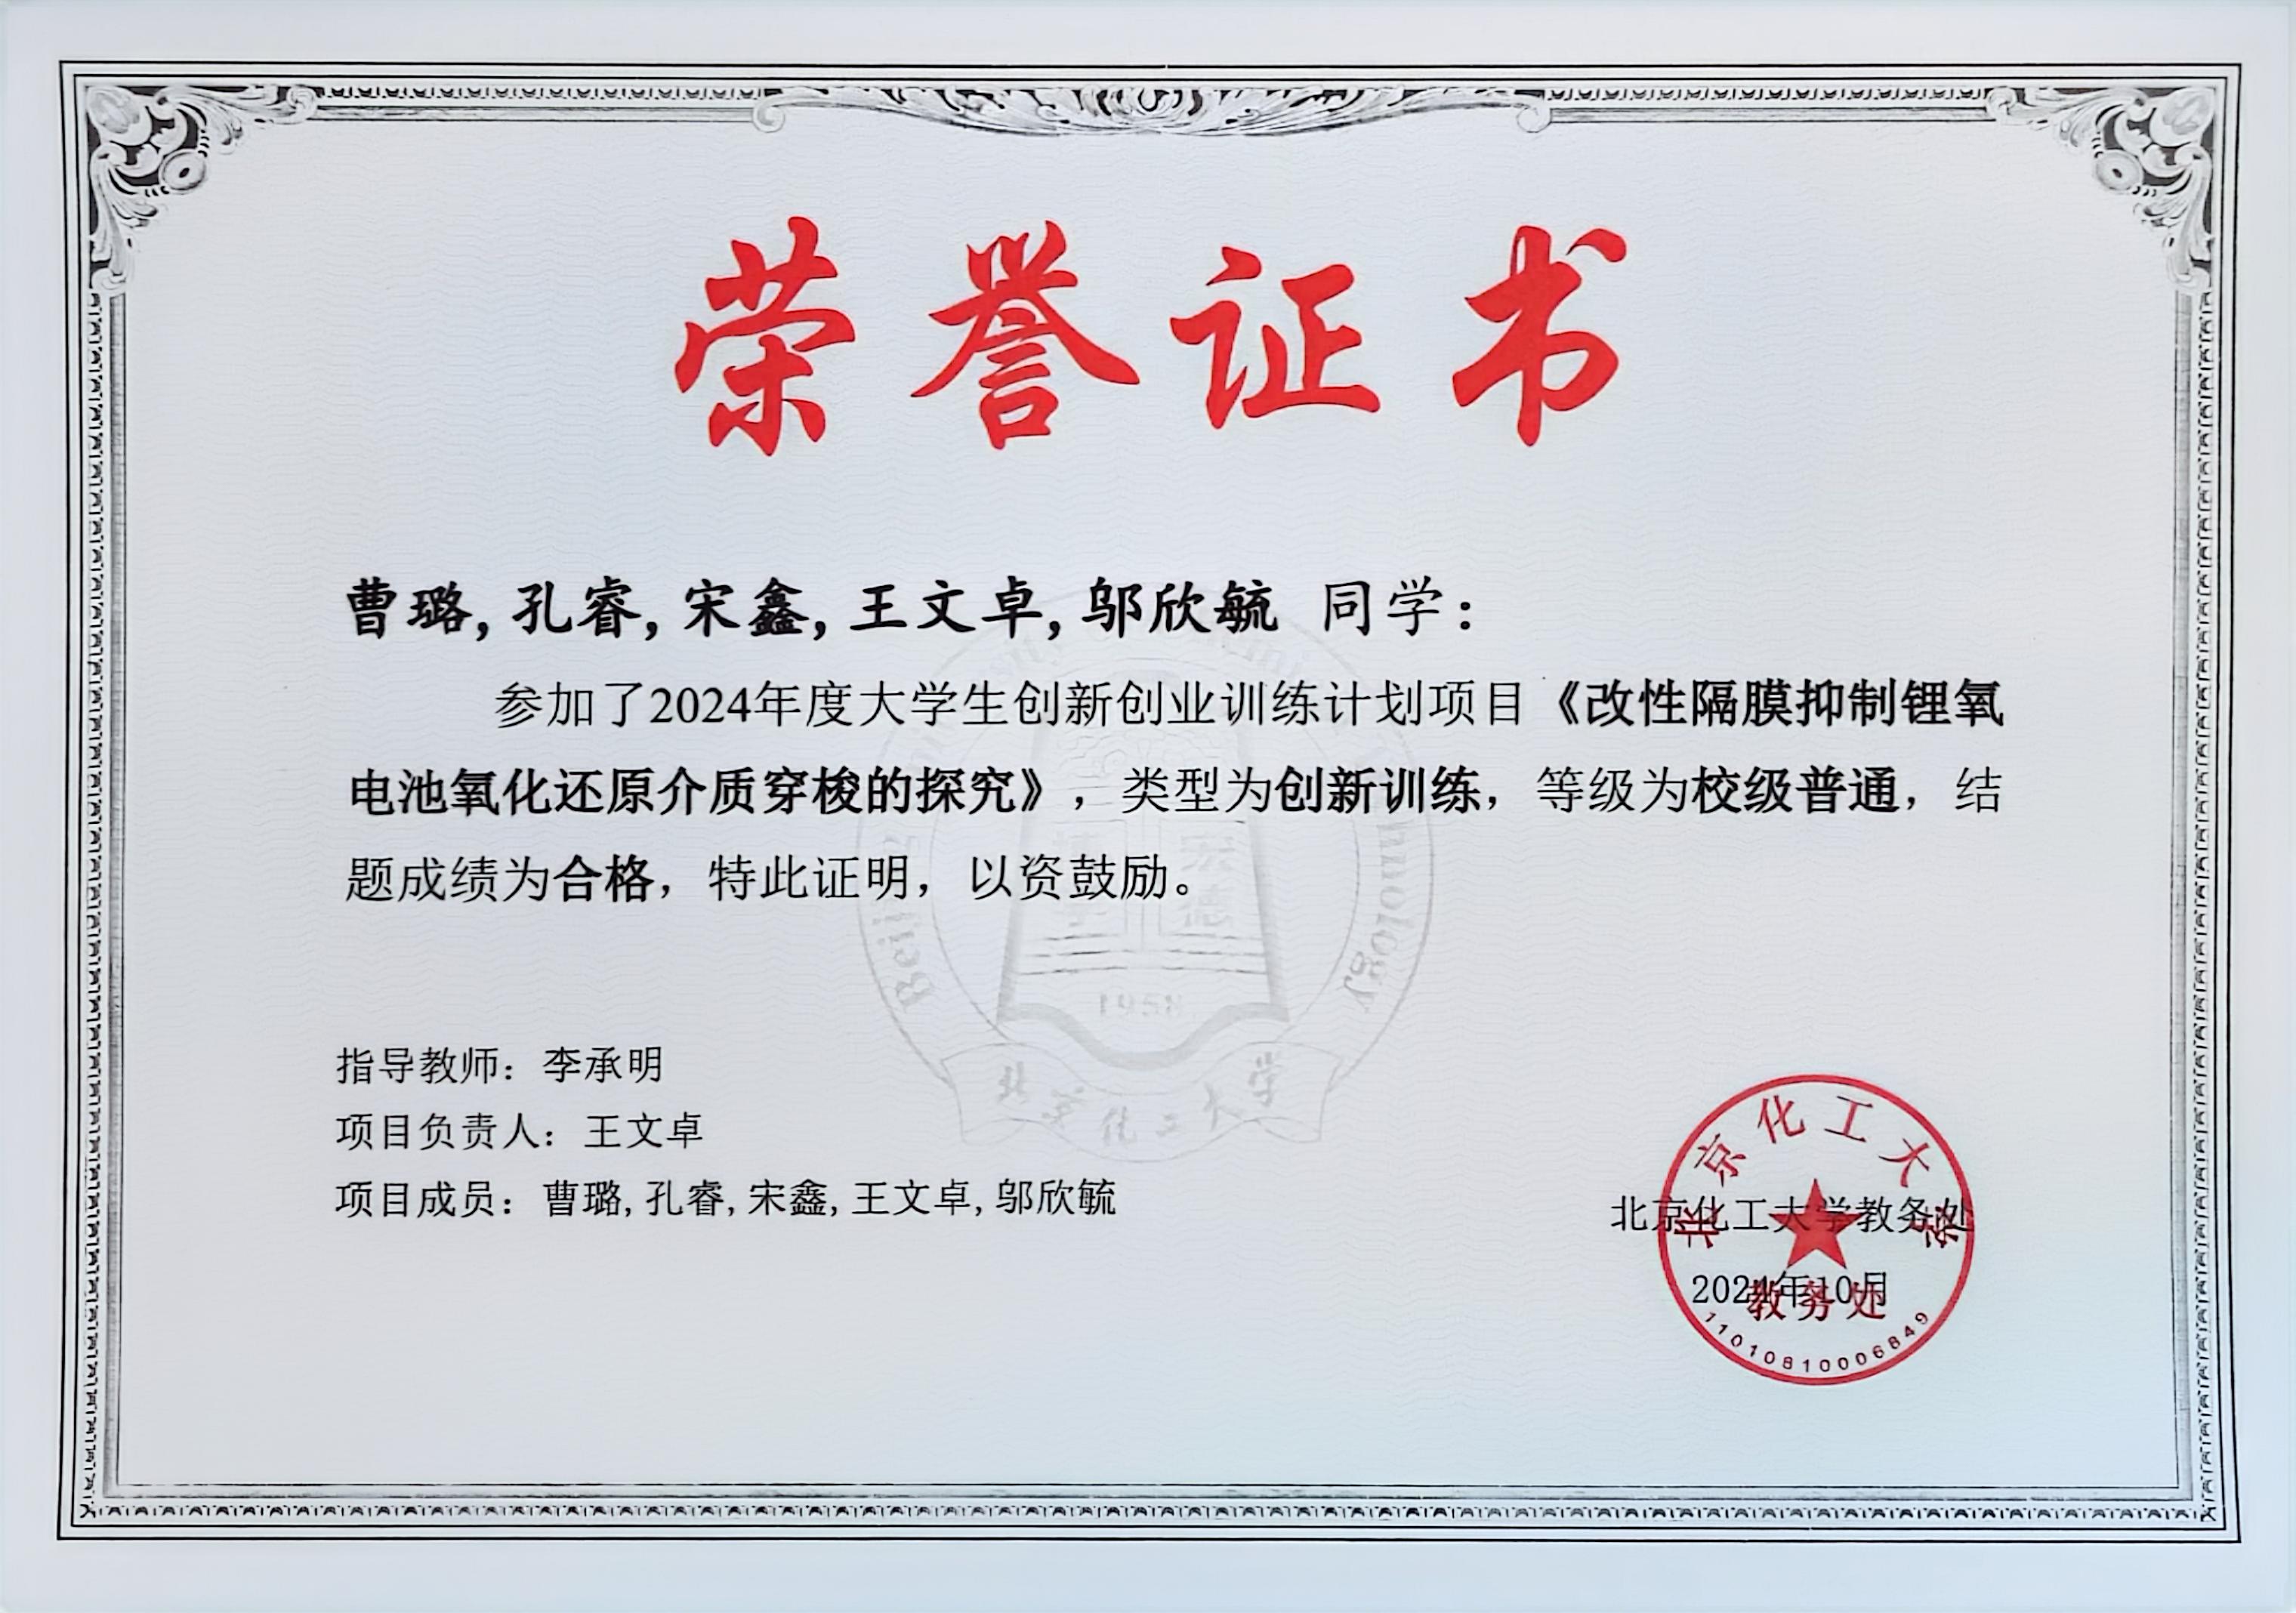 荣誉证书
曹璐, 孔睿, 宋鑫, 王文卓, 邬欣毓 同学：
参加了2024年度大学生创新创业训练计划项目《改性隔膜抑制锂氧
电池氧化还原介质穿梭的探究》，类型为创新训练，等级为校级普通，结
题成绩为合格，特此证明，以资鼓励。
Beijing University of Chemical Technology
1958
北京化工大学
指导教师：李承明
项目负责人：王文卓
项目成员：曹璐, 孔睿, 宋鑫, 王文卓, 邬欣毓
北京化工大学
北京化工大学教务处
2024年10月
教务处
11010810006849